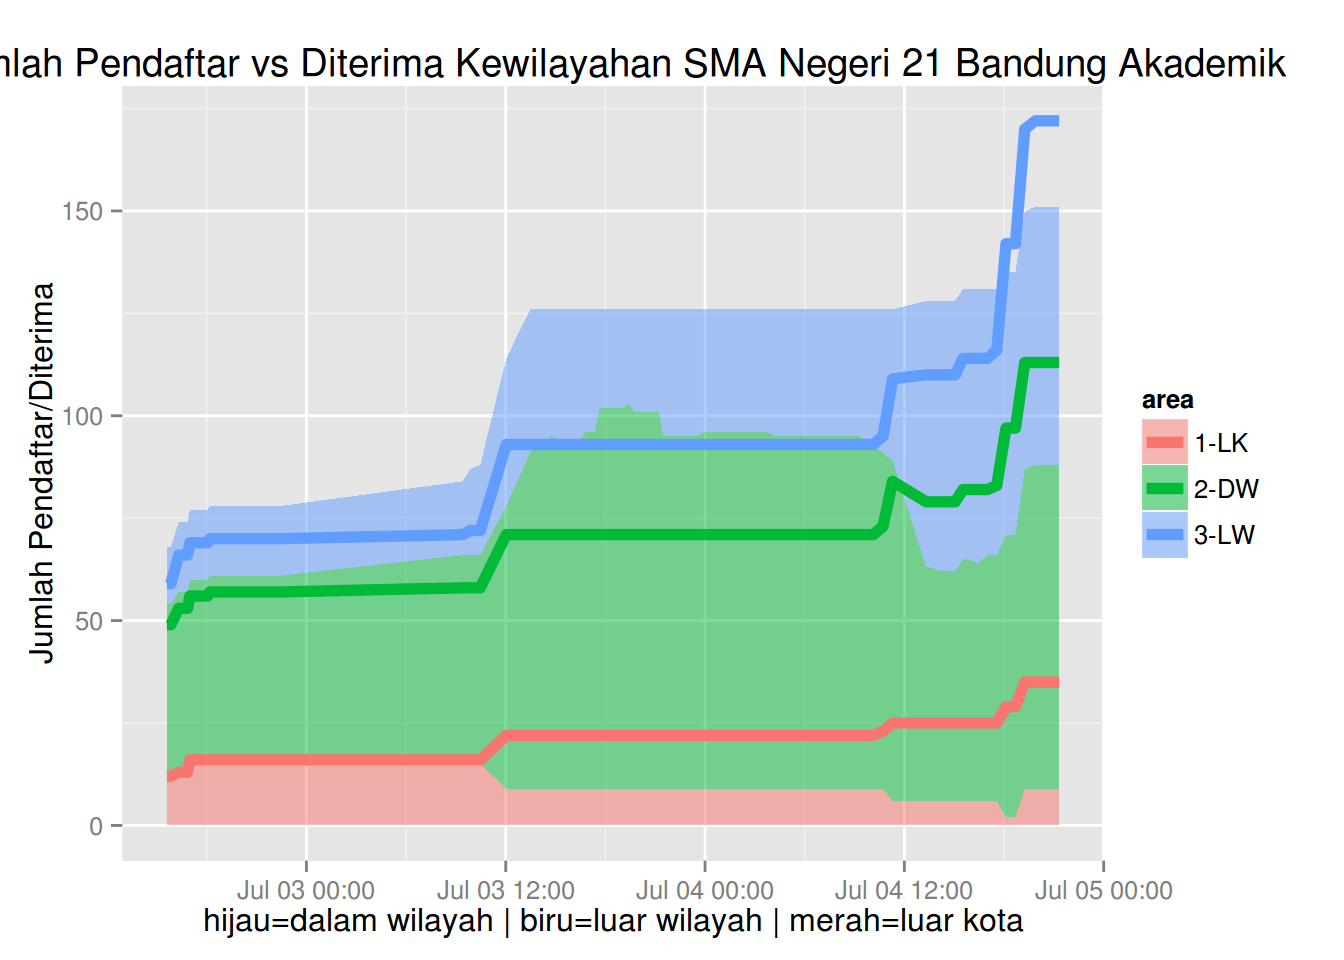 Pendaftar vs Diterima Kewilayahan SMA Negeri 21 Bandung Akademik
Jumlah Pendaftar/Diterima
150
100
50
0
area
1-LK
2-DW
3-LW
Jul 03 00:00
Jul 03 12:00
Jul 04 00:00
Jul 04 12:00
Jul 05 00:00
hijau=dalam wilayah | biru=luar wilayah | merah=luar kota